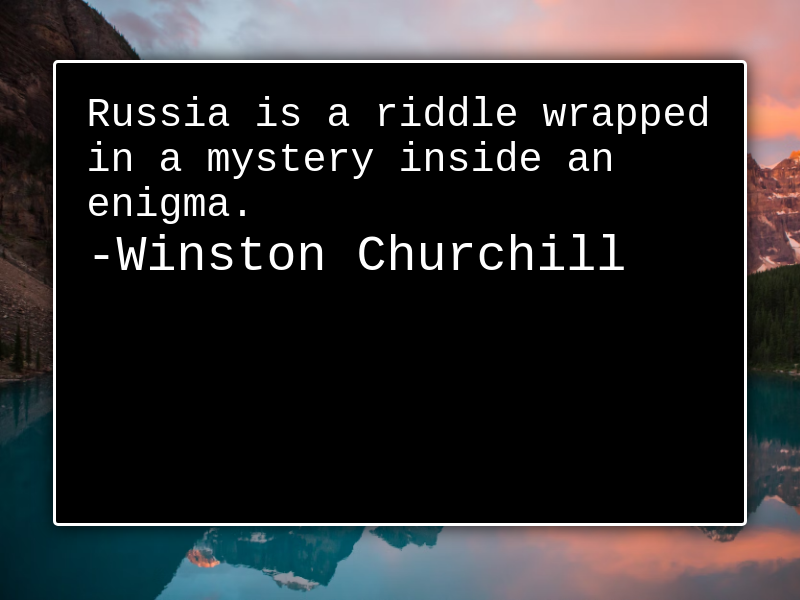 Russia is a riddle wrapped
in a mystery inside an
enigma.
-Winston Churchill